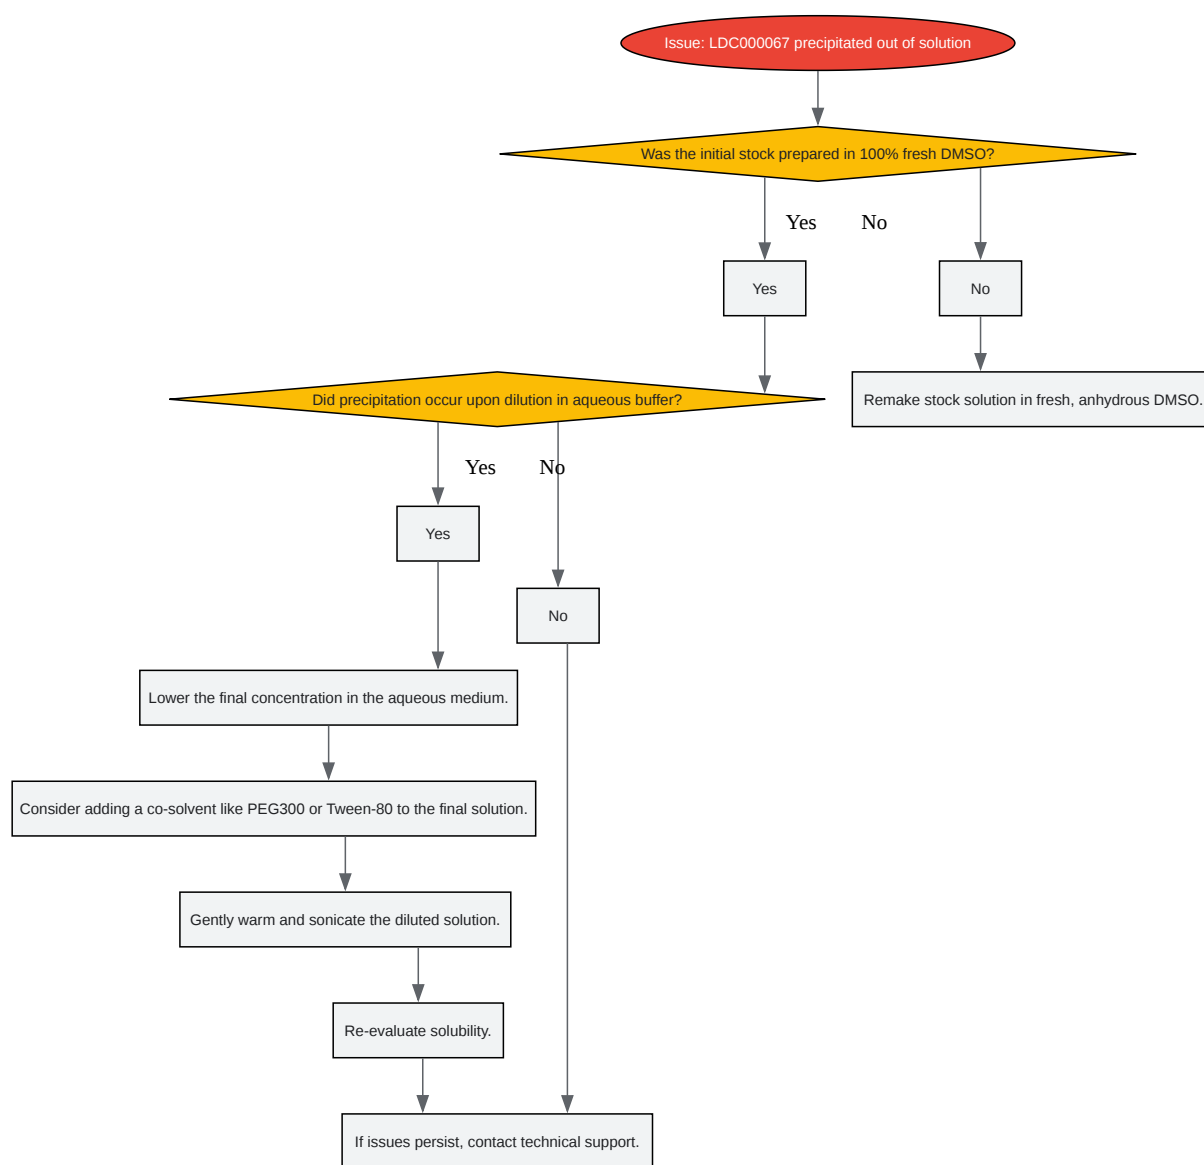 Issue: LDC000067 precipitated out of solution
Was the initial stock prepared in 100% fresh DMSO?
Yes
No
Yes
No
Did precipitation occur upon dilution in aqueous buffer?
Remake stock solution in fresh, anhydrous DMSO.
Yes
No
Yes
No
Lower the final concentration in the aqueous medium.
Consider adding a co-solvent like PEG300 or Tween-80 to the final solution.
Gently warm and sonicate the diluted solution.
Re-evaluate solubility.
If issues persist, contact technical support.